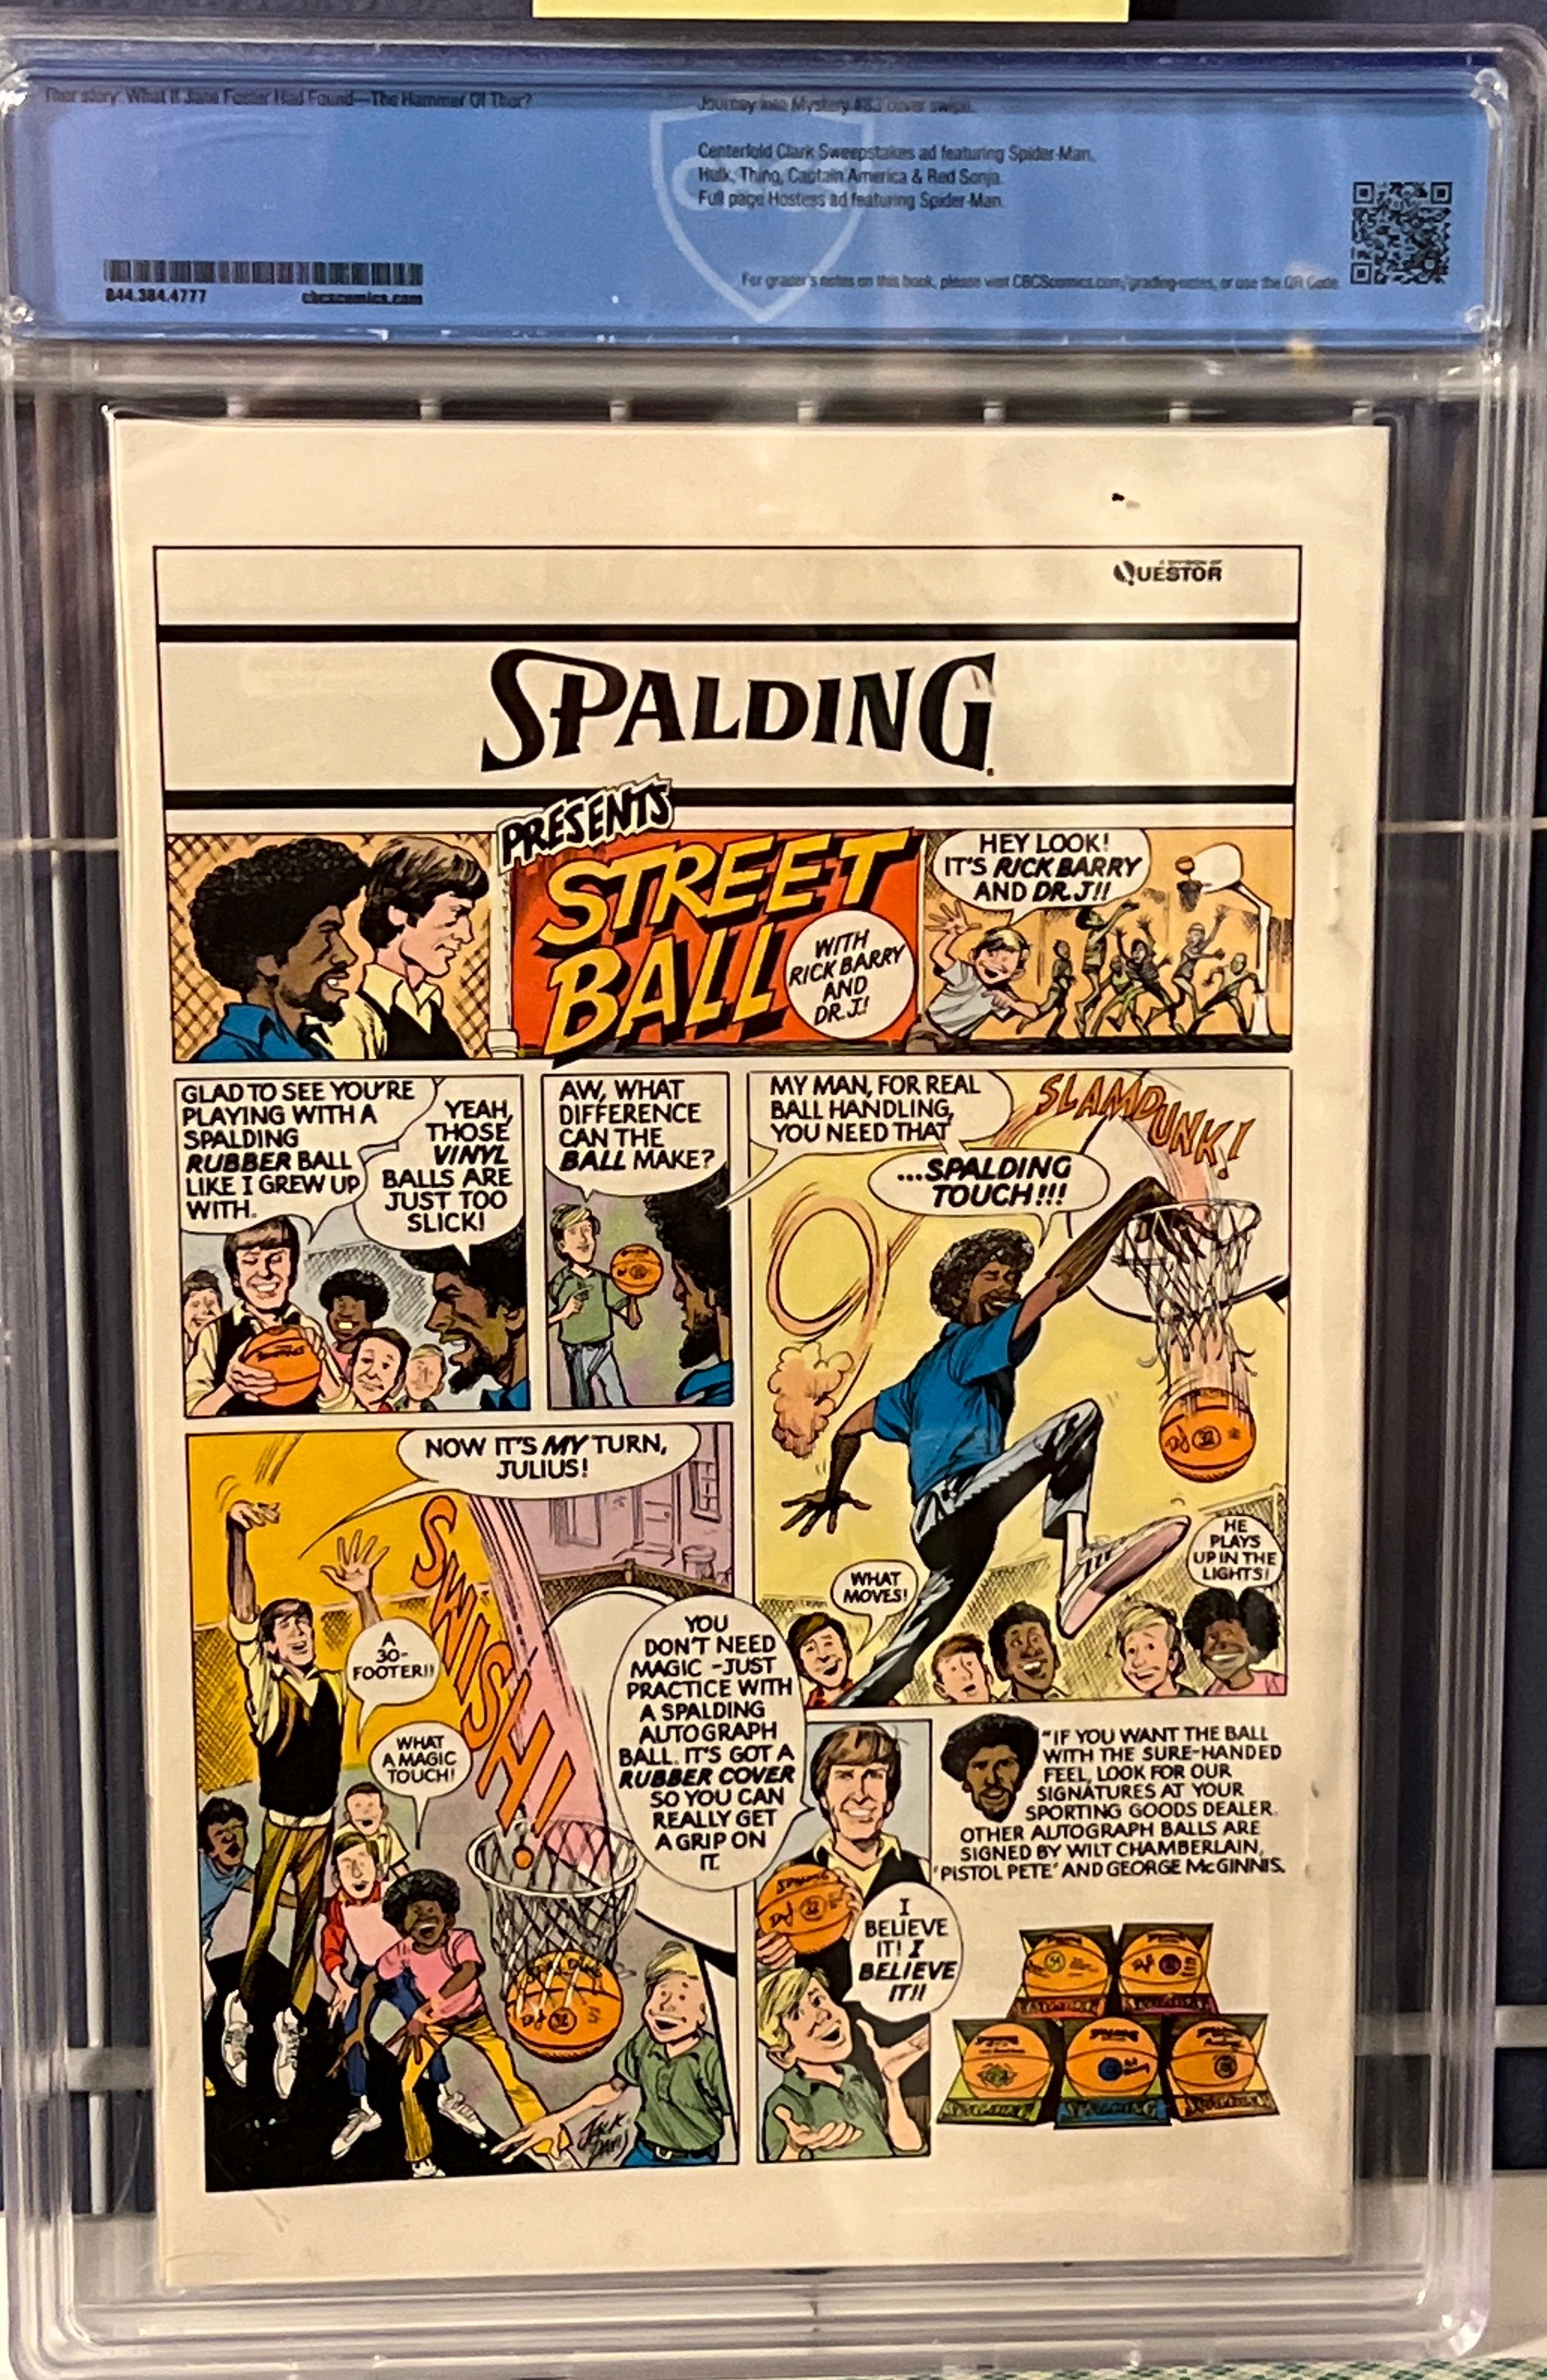 Thor story: What If Jane Foster Had Found—The Hammer Of Thor?
Journey Into Mystery #83 cover swipe.
Centerfold Clark Sweepstakes ad featuring Spider-Man,
Hulk, Thing, Captain America & Red Sonja.
Full page Hostess ad featuring Spider-Man.
844.384.4777
cbcscomics.com
For grader's notes on this book, please visit CBCScomics.com/grading-notes, or use the QR Code.
A DIVISION OF
QUESTOR
SPALDING
PRESENTS
STREET
BALL
WITH
RICK BARRY
AND
DR. J!
HEY LOOK!
IT'S RICK BARRY
AND DR. J!!
GLAD TO SEE YOU'RE
PLAYING WITH A
SPALDING
RUBBER BALL
LIKE I GREW UP
WITH.
YEAH,
THOSE
VINYL
BALLS ARE
JUST TOO
SLICK!
AW, WHAT
DIFFERENCE
CAN THE
BALL MAKE?
MY MAN, FOR REAL
BALL HANDLING,
YOU NEED THAT
...SPALDING
TOUCH!!!
SLAMDUNK!
WHAT
MOVES!
HE
PLAYS
UP IN THE
LIGHTS!
NOW IT'S MY TURN,
JULIUS!
SWISH!
A
30-
FOOTER!!
WHAT
A MAGIC
TOUCH!
YOU
DON'T NEED
MAGIC - JUST
PRACTICE WITH
A SPALDING
AUTOGRAPH
BALL. IT'S GOT A
RUBBER COVER
SO YOU CAN
REALLY GET
A GRIP ON
IT.
SPALDING
32
JACK
DAVIS
I
BELIEVE
IT! I
BELIEVE
IT!!
"IF YOU WANT THE BALL
WITH THE SURE-HANDED
FEEL, LOOK FOR OUR
SIGNATURES AT YOUR
SPORTING GOODS DEALER.
OTHER AUTOGRAPH BALLS ARE
SIGNED BY WILT CHAMBERLAIN,
'PISTOL PETE' AND GEORGE McGINNIS.
SPALDING
SPALDING